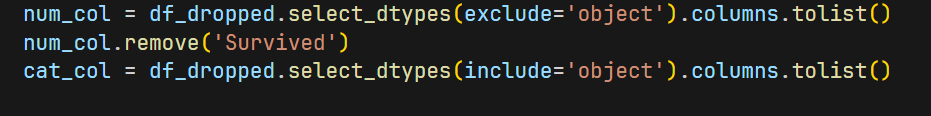 num_col = df_dropped.select_dtypes(exclude='object').columns.tolist()
num_col.remove('Survived')
cat_col = df_dropped.select_dtypes(include='object').columns.tolist()